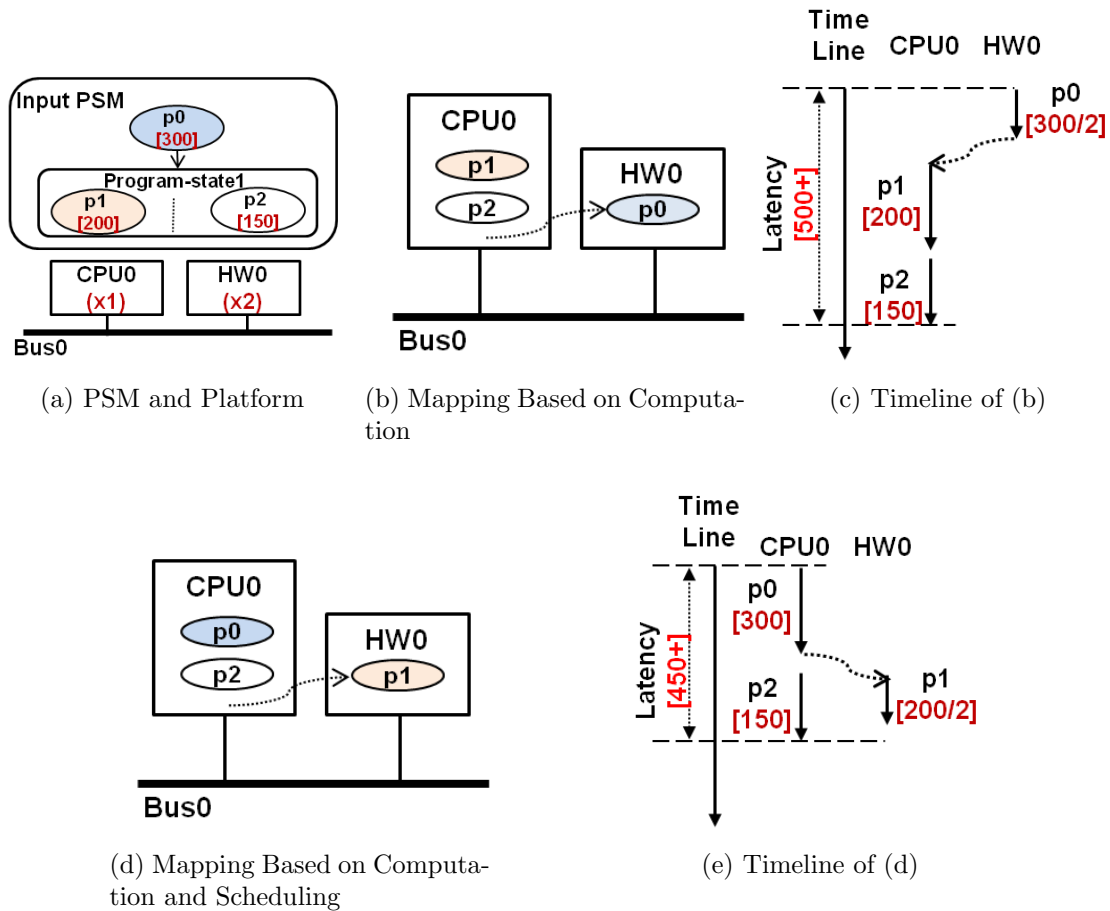 Input PSM
p0
[300]
Program-state1
p1
[200]
p2
[150]
CPU0
(x1)
HW0
(x2)
Bus0
(a) PSM and Platform
CPU0
p1
p2
HW0
p0
Bus0
(b) Mapping Based on Computa-
tion
Time
Line
CPU0
HW0
Latency
[500+]
p0
[300/2]
p1
[200]
p2
[150]
(c) Timeline of (b)
CPU0
p0
p2
HW0
p1
Bus0
(d) Mapping Based on Computa-
tion and Scheduling
Time
Line
CPU0
HW0
Latency
[450+]
p0
[300]
p2
[150]
p1
[200/2]
(e) Timeline of (d)